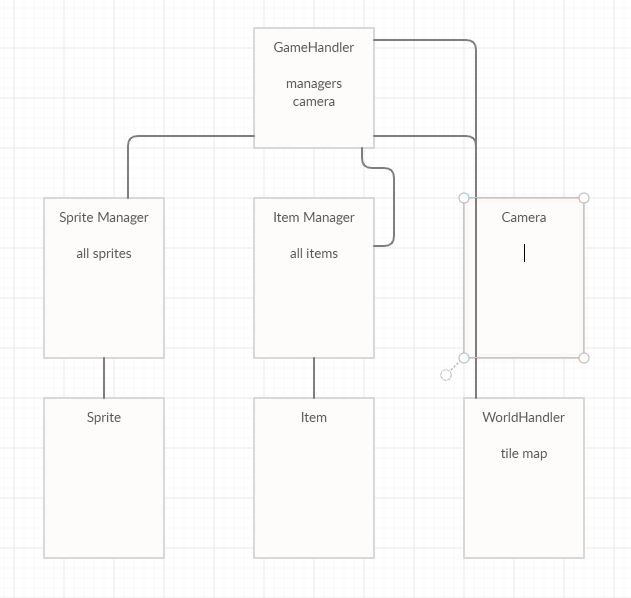 GameHandler
managers
camera
Sprite Manager
all sprites
Item Manager
all items
Camera
Sprite
Item
WorldHandler
tile map